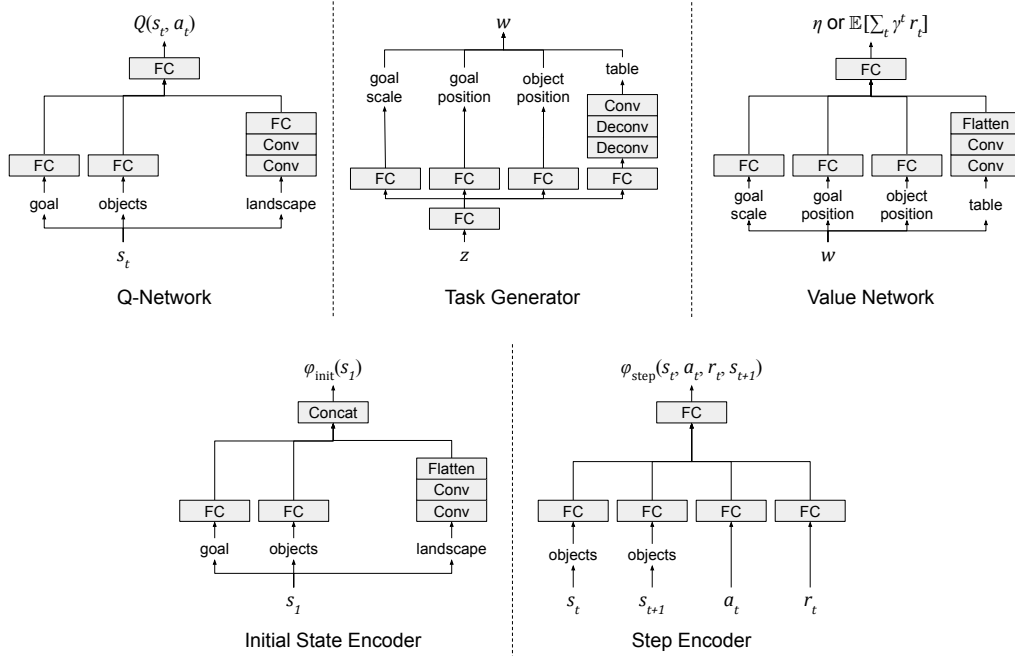 Q(s_t, a_t)
FC
FC
Conv
Conv
FC
FC
goal
objects
landscape
s_t
Q-Network
w
goal
scale
goal
position
object
position
table
Conv
Deconv
Deconv
FC
FC
FC
FC
FC
z
Task Generator
η or 𝔼[∑_t γ^t r_t]
FC
Flatten
Conv
Conv
FC
FC
FC
goal
scale
goal
position
object
position
table
w
Value Network
φ_init(s_1)
Concat
Flatten
Conv
Conv
FC
FC
goal
objects
landscape
s_1
Initial State Encoder
φ_step(s_t, a_t, r_t, s_{t+1})
FC
FC
FC
FC
FC
objects
objects
s_t
s_{t+1}
a_t
r_t
Step Encoder